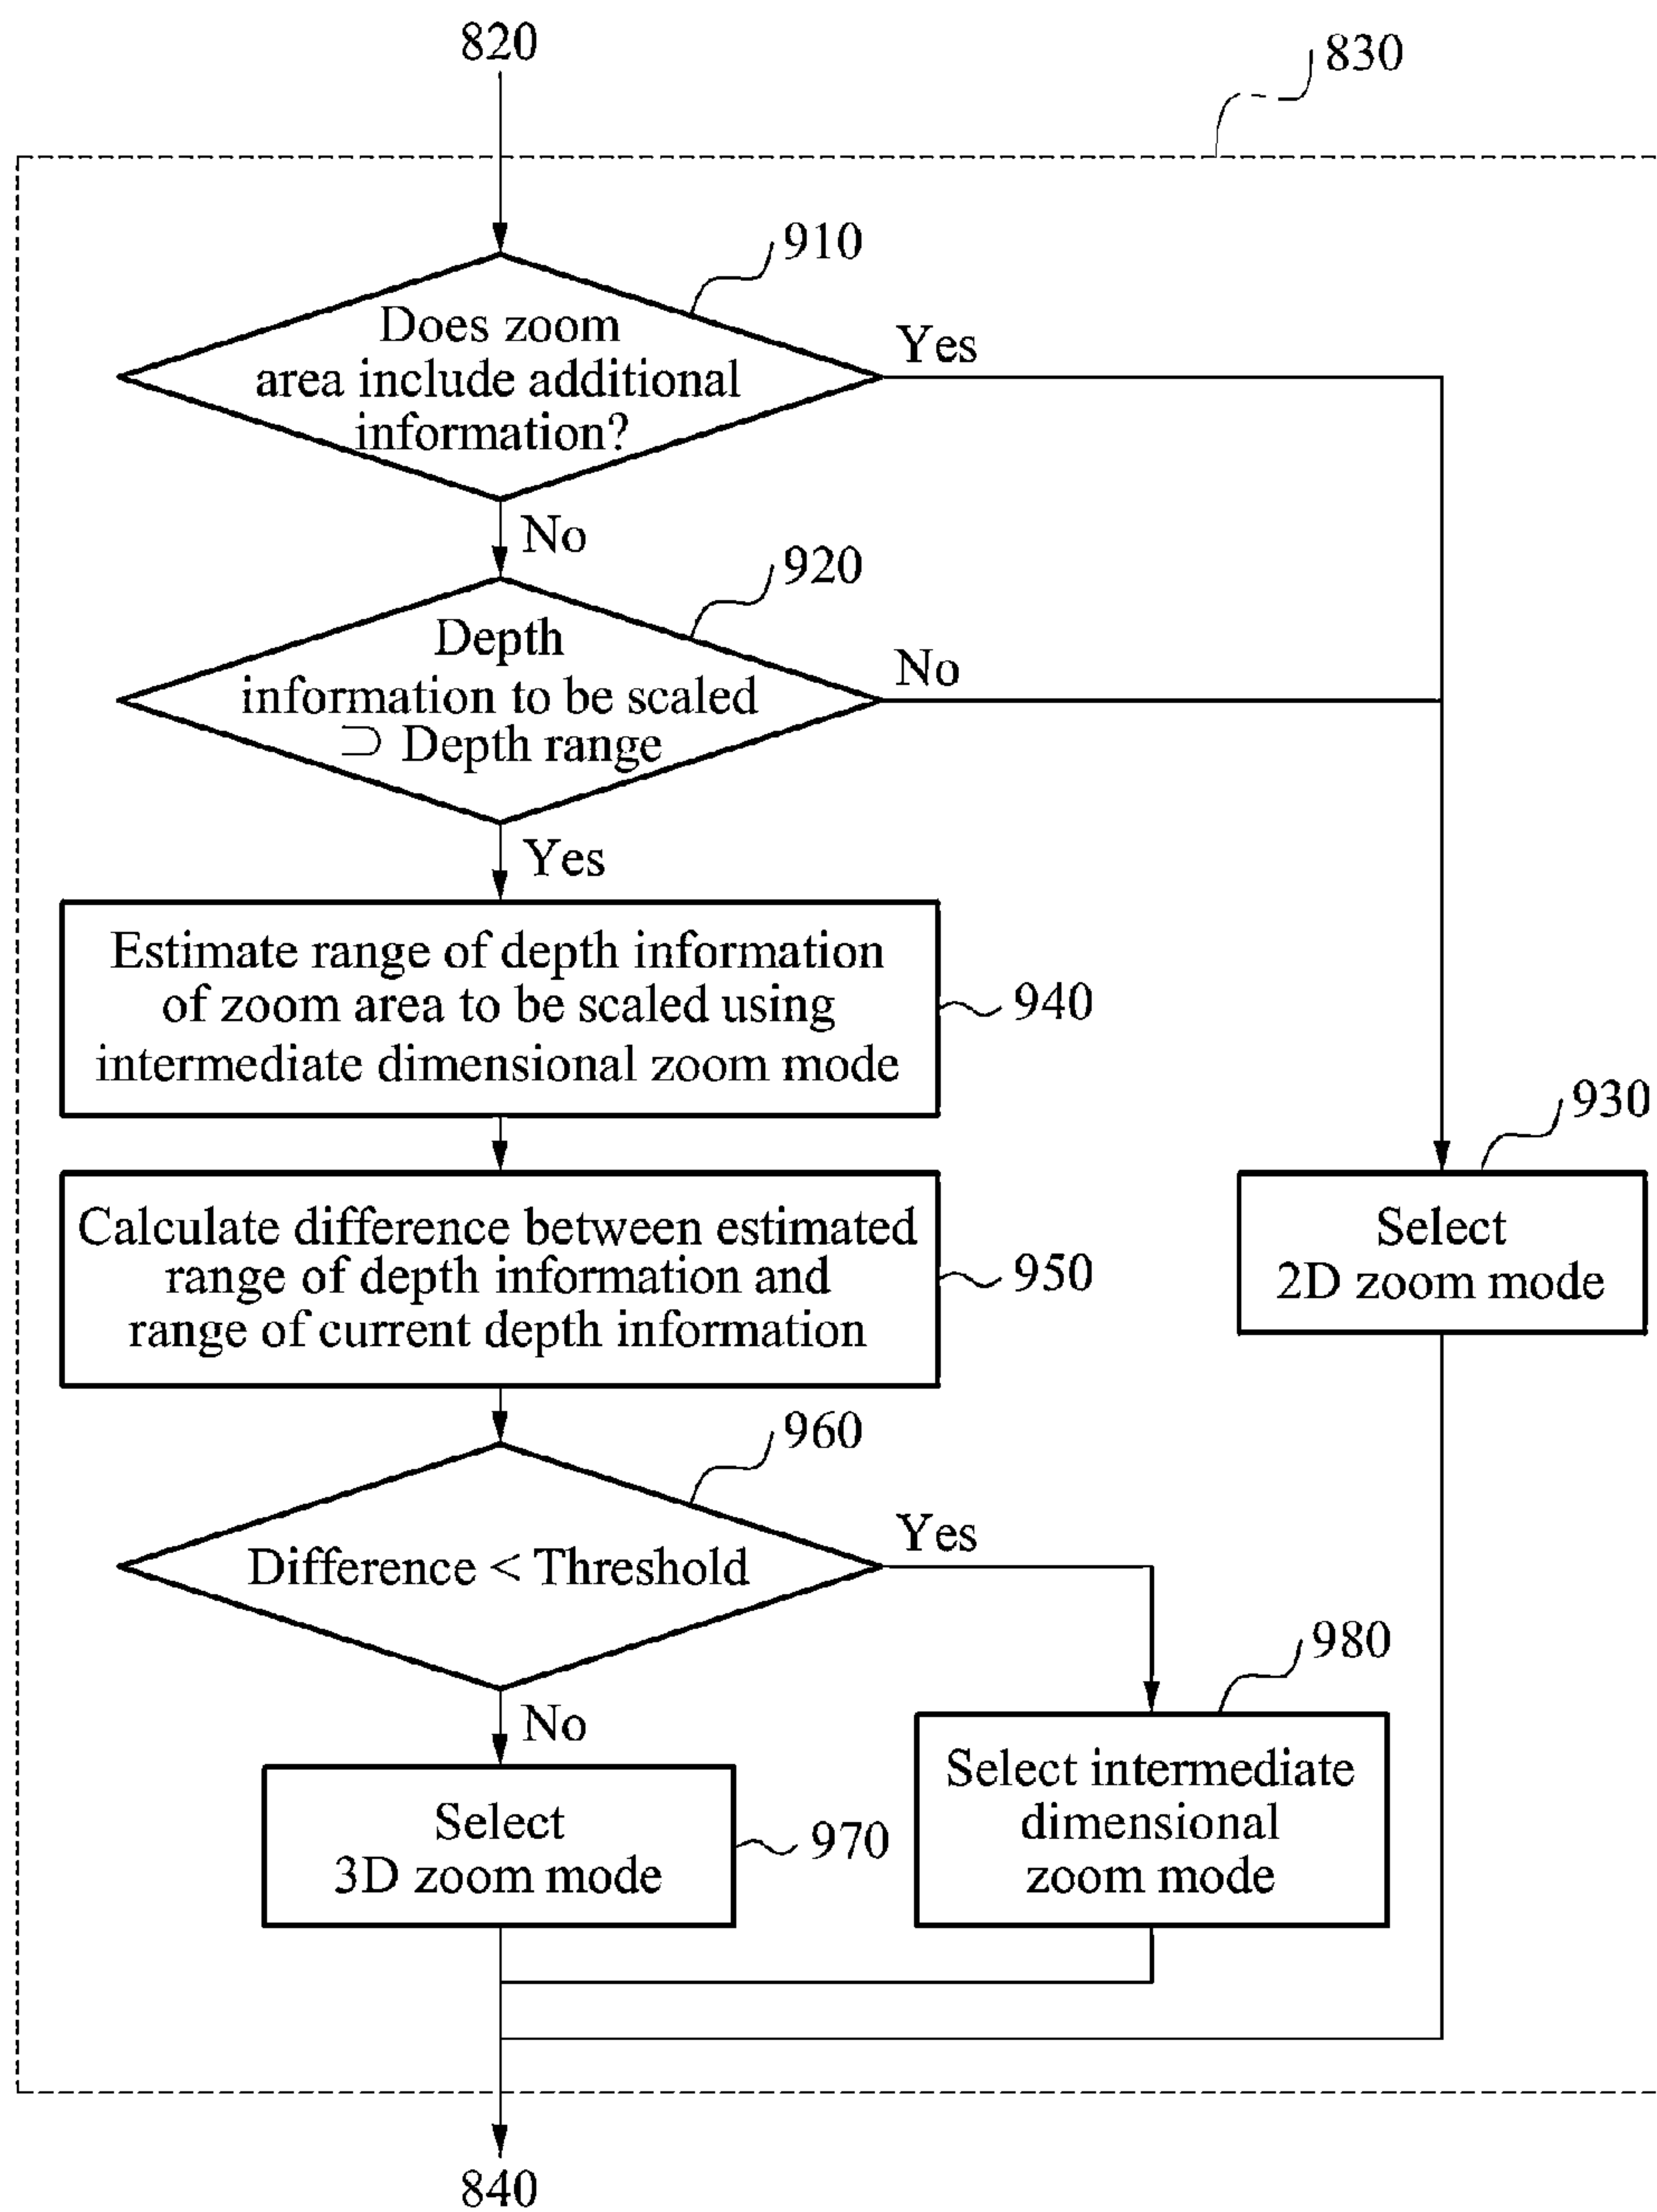 820
830
910
Does zoom
area include additional
information?
Yes
No
920
Depth
information to be scaled
⊃ Depth range
No
Yes
Estimate range of depth information
of zoom area to be scaled using
intermediate dimensional zoom mode
940
930
Calculate difference between estimated
range of depth information and
range of current depth information
950
Select
2D zoom mode
960
Difference < Threshold
Yes
980
No
Select intermediate
dimensional
zoom mode
Select
3D zoom mode
970
840